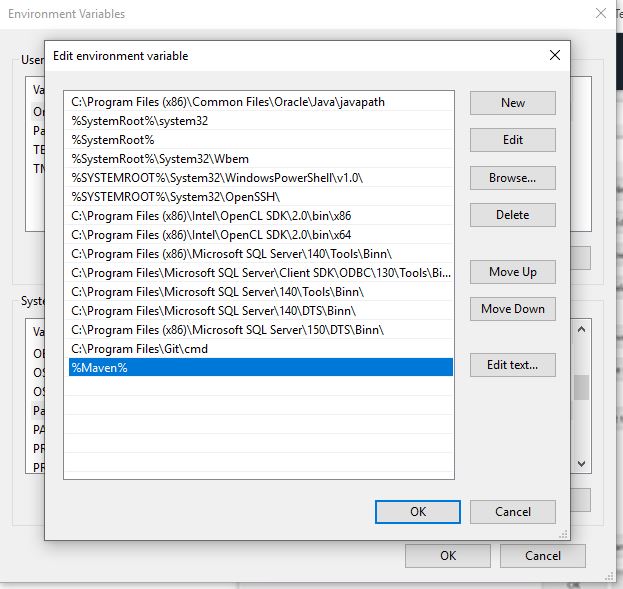 Environment Variables
Edit environment variable
User
Va
Pa
TE
C:\Program Files (x86)\Common Files\Oracle\Java\javapath
%SystemRoot%\system32
%SystemRoot%
%SystemRoot%\System32\Wbem
%SYSTEMROOT%\System32\WindowsPowerShell\v1.0\
%SYSTEMROOT%\System32\OpenSSH\
C:\Program Files (x86)\Intel\OpenCL SDK\2.0\bin\x86
C:\Program Files (x86)\Intel\OpenCL SDK\2.0\bin\x64
C:\Program Files (x86)\Microsoft SQL Server\140\Tools\Binn\
C:\Program Files\Microsoft SQL Server\Client SDK\ODBC\130\Tools\Bi...
C:\Program Files\Microsoft SQL Server\140\Tools\Binn\
C:\Program Files\Microsoft SQL Server\140\DTS\Binn\
C:\Program Files (x86)\Microsoft SQL Server\150\DTS\Binn\
C:\Program Files\Git\cmd
%Maven%
New
Edit
Browse...
Delete
Move Up
Move Down
Edit text...
Syst
Va
OS
OS
Pa
PA
PR
PR
OK
Cancel
OK
Cancel